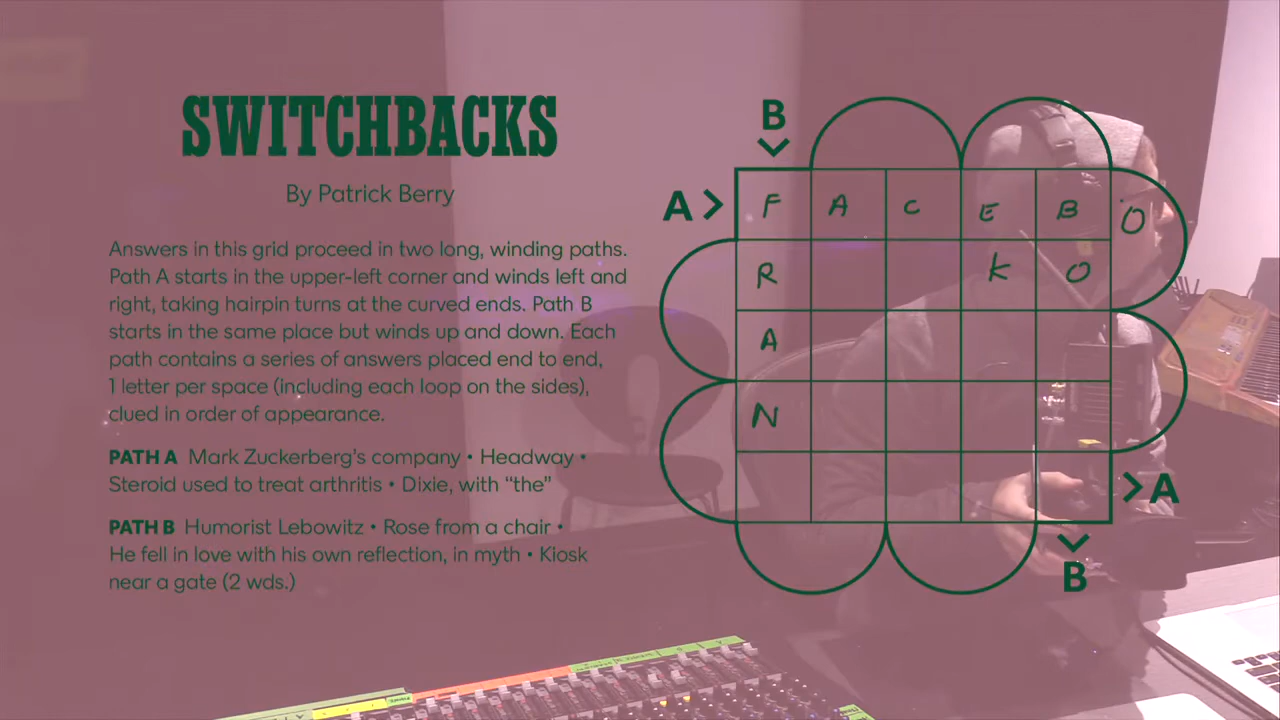 SWITCHBACKS
By Patrick Berry
Answers in this grid proceed in two long, winding paths.
Path A starts in the upper-left corner and winds left and
right, taking hairpin turns at the curved ends. Path B
starts in the same place but winds up and down. Each
path contains a series of answers placed end to end,
1 letter per space (including each loop on the sides),
clued in order of appearance.
PATH A Mark Zuckerberg's company • Headway •
Steroid used to treat arthritis • Dixie, with “the”
PATH B Humorist Lebowitz • Rose from a chair •
He fell in love with his own reflection, in myth • Kiosk
near a gate (2 wds.)
B
A > F A C E B O
R K O
A
N
> A
B